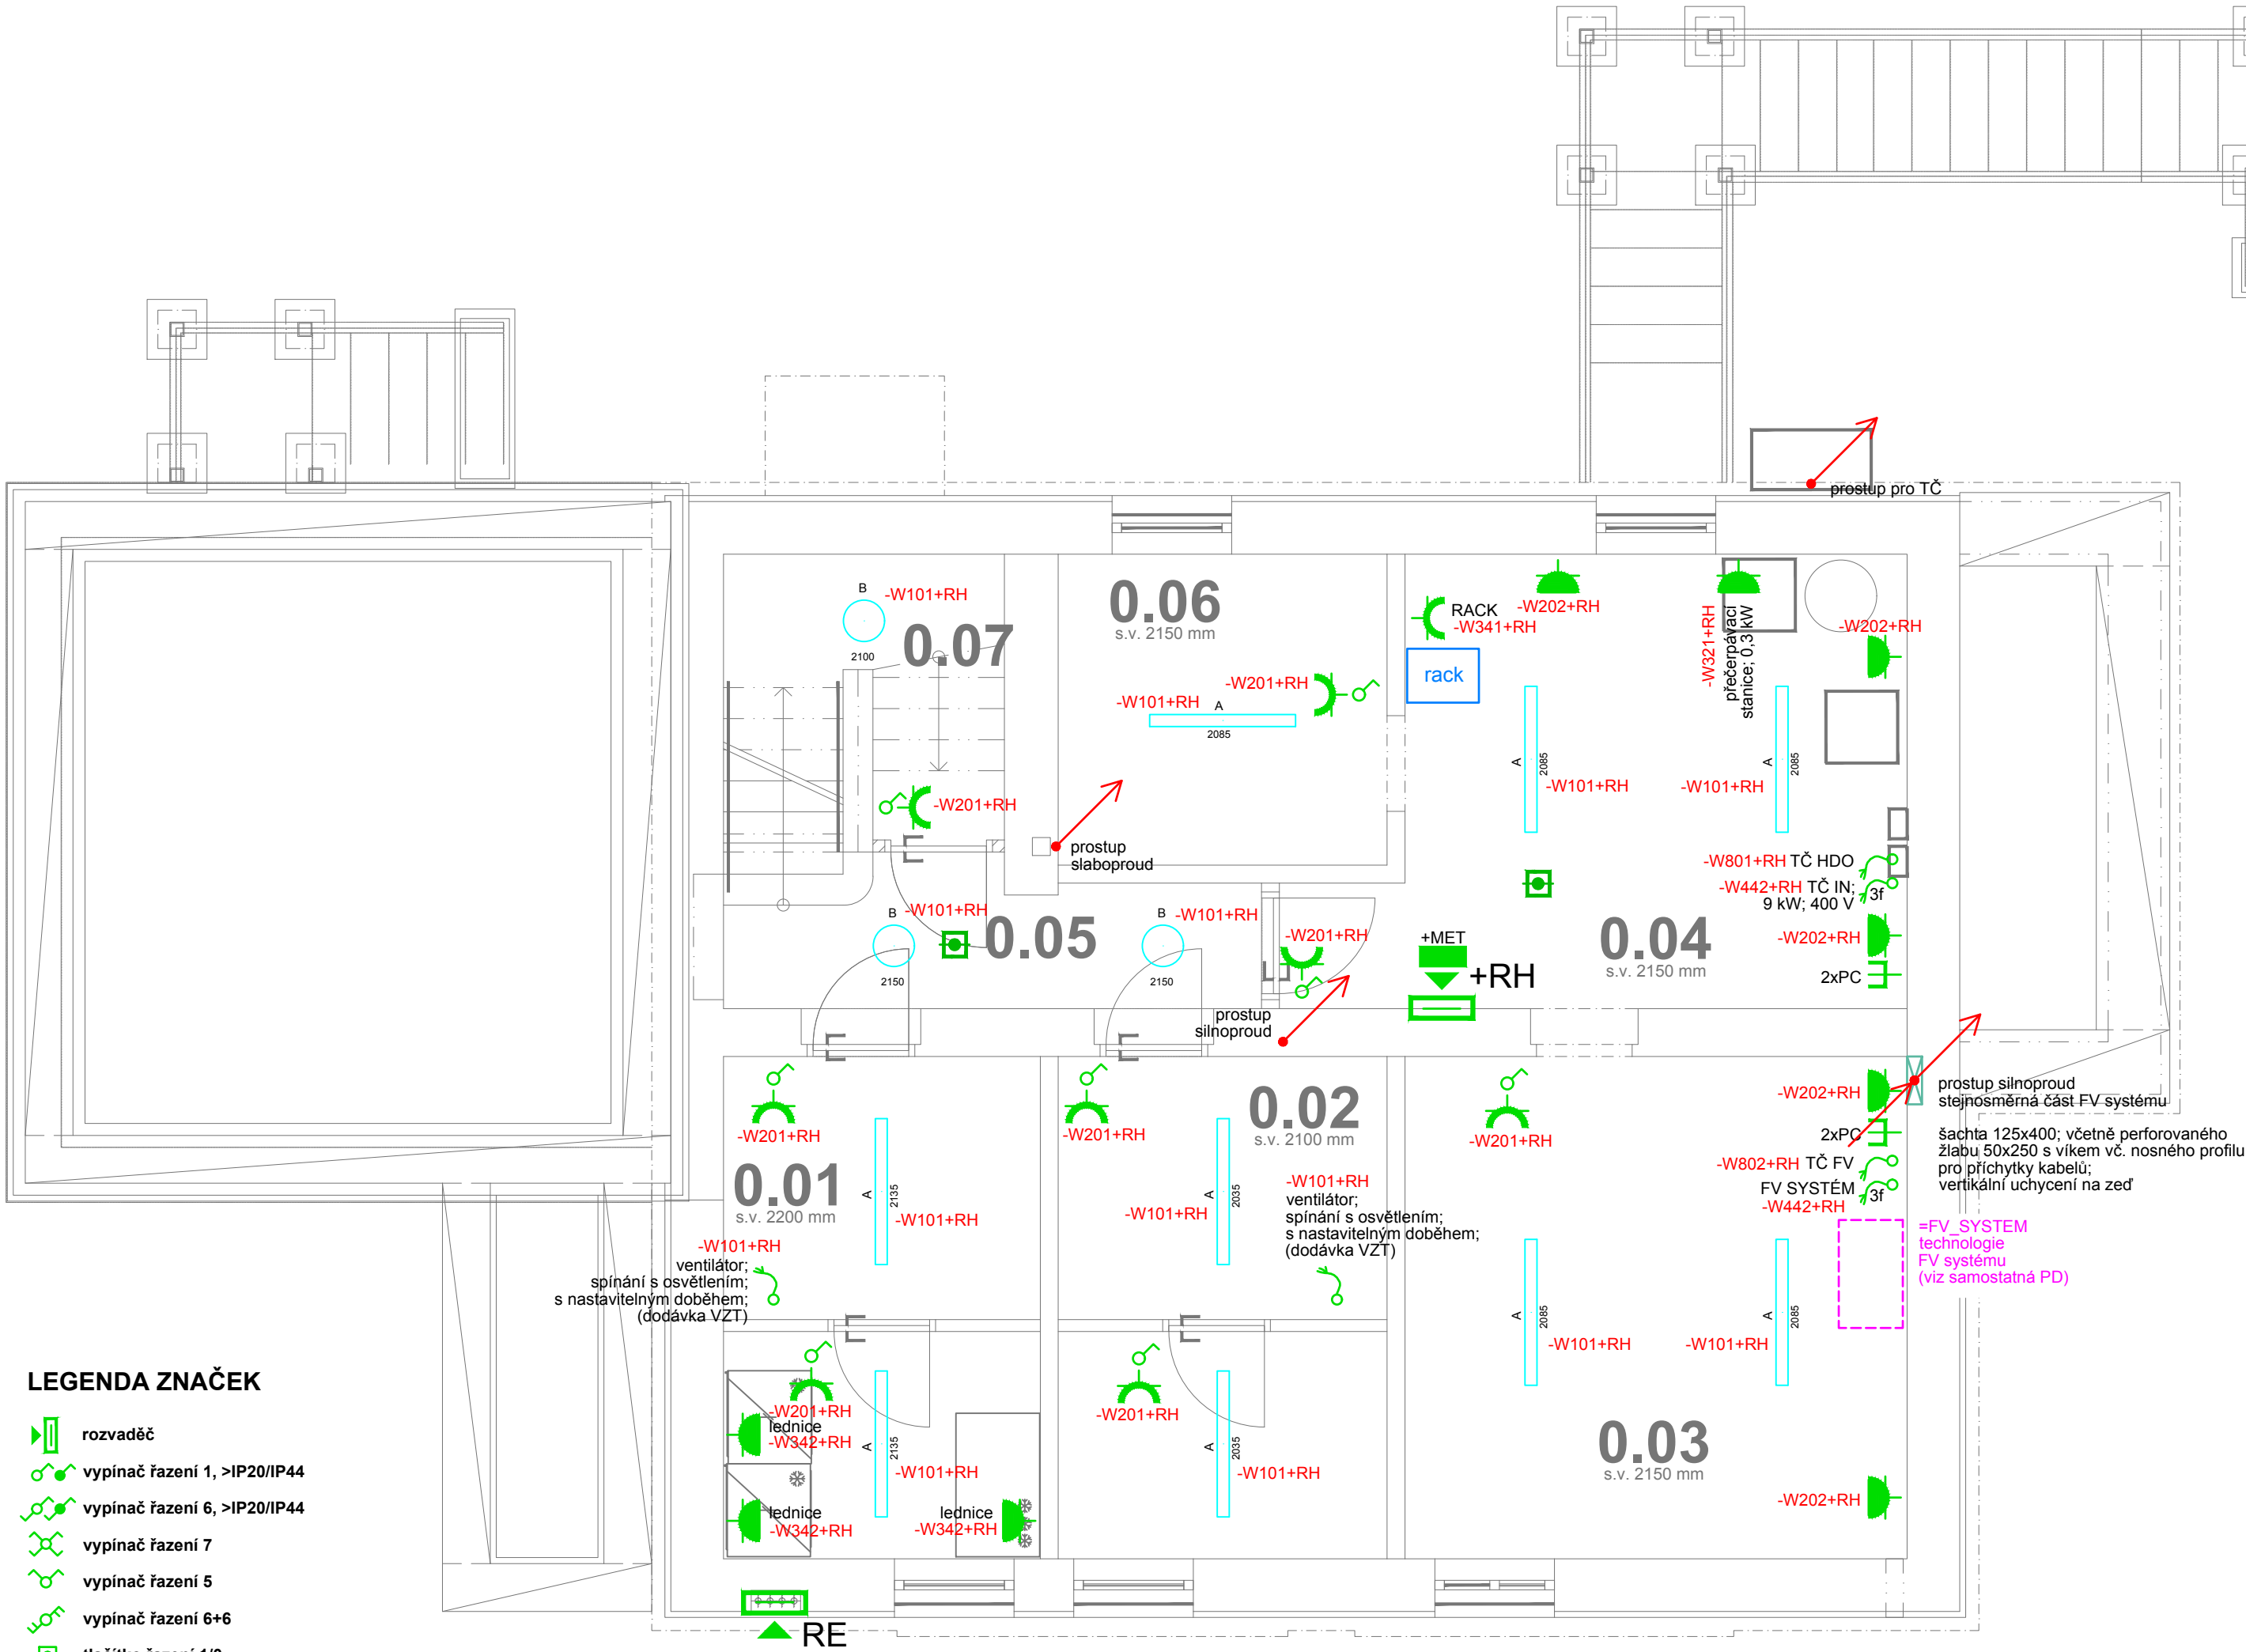 prostup pro TČ
B
-W101+RH
0.07
2100
0.06
s.v. 2150 mm
-W201+RH
-W101+RH
A
2085
RACK
-W341+RH
rack
-W202+RH
-W321+RH
přečerpávací
stanice; 0,3 kW
-W202+RH
A
2085
-W101+RH
-W101+RH
A
2085
-W201+RH
prostup
slaboproud
-W801+RH TČ HDO
-W442+RH TČ IN;
9 kW; 400 V
3f
B
-W101+RH
2150
0.05
B
-W101+RH
2150
-W201+RH
+MET
+RH
0.04
s.v. 2150 mm
-W202+RH
2xPC
prostup
silnoproud
-W201+RH
0.01
s.v. 2200 mm
A
2135
-W101+RH
-W101+RH
ventilátor;
spínání s osvětlením;
s nastavitelným doběhem;
(dodávka VZT)
-W201+RH
0.02
s.v. 2100 mm
A
2035
-W101+RH
-W101+RH
ventilátor;
spínání s osvětlením;
s nastavitelným doběhem;
(dodávka VZT)
-W201+RH
-W202+RH
2xPC
-W802+RH TČ FV
FV SYSTÉM
3f
-W442+RH
prostup silnoproud
stejnosměrná část FV systému
šachta 125x400; včetně perforovaného
žlabu 50x250 s víkem vč. nosného profilu
pro příchytky kabelů;
vertikální uchycení na zeď
=FV_SYSTEM
technologie
FV systému
(viz samostatná PD)
A
2085
-W101+RH
-W101+RH
A
2085
-W201+RH
lednice
-W342+RH
A
2135
-W101+RH
lednice
-W342+RH
lednice
-W342+RH
-W201+RH
A
2035
-W101+RH
0.03
s.v. 2150 mm
-W202+RH
RE
LEGENDA ZNAČEK
rozvaděč
vypínač řazení 1, >IP20/IP44
vypínač řazení 6, >IP20/IP44
vypínač řazení 7
vypínač řazení 5
vypínač řazení 6+6